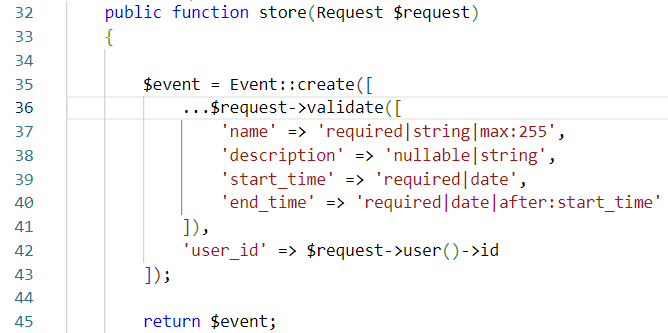 32 public function store(Request $request)
33 {
34
35 $event = Event::create([
36 ...$request->validate([
37 'name' => 'required|string|max:255',
38 'description' => 'nullable|string',
39 'start_time' => 'required|date',
40 'end_time' => 'required|date|after:start_time'
41 ]),
42 'user_id' => $request->user()->id
43 ]);
44
45 return $event;